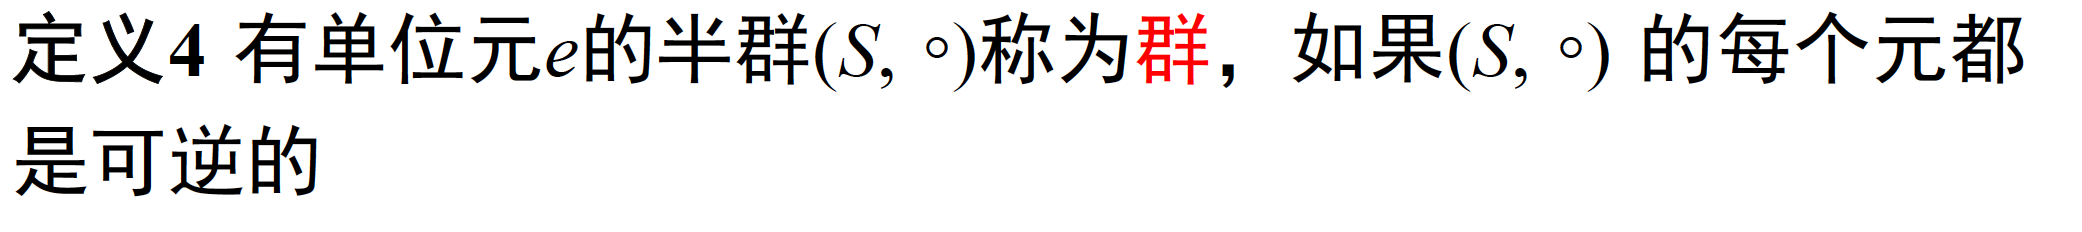 定义4 有单位元e的半群(S, ∘)称为群，如果(S, ∘) 的每个元都
是可逆的